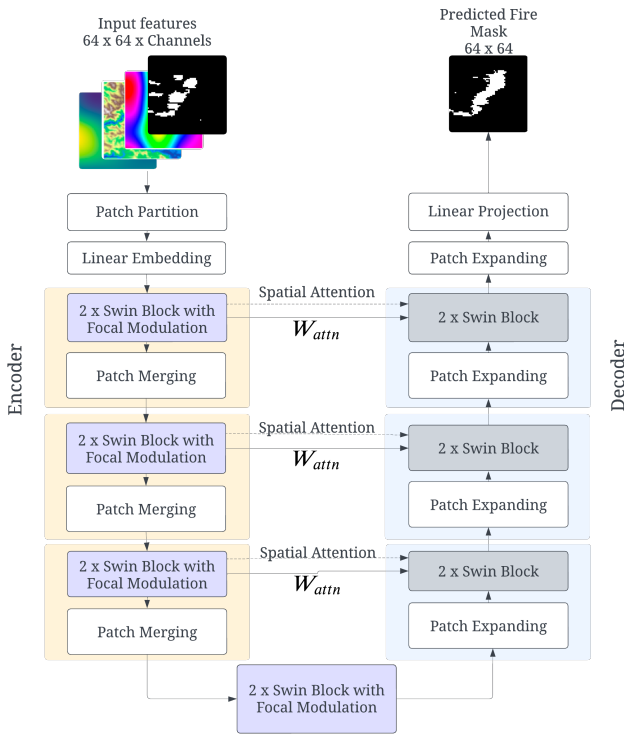 Input features
64 x 64 x Channels
Predicted Fire
Mask
64 x 64
Patch Partition
Linear Projection
Linear Embedding
Patch Expanding
Encoder
Decoder
2 x Swin Block with
Focal Modulation
Spatial Attention
W_attn
2 x Swin Block
Patch Merging
Patch Expanding
2 x Swin Block with
Focal Modulation
Spatial Attention
W_attn
2 x Swin Block
Patch Merging
Patch Expanding
2 x Swin Block with
Focal Modulation
Spatial Attention
W_attn
2 x Swin Block
Patch Merging
Patch Expanding
2 x Swin Block with
Focal Modulation